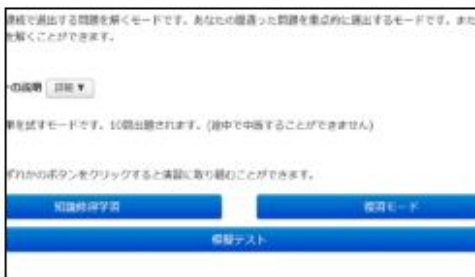 連続で選出する問題を解くモードです。あなたの間違った問題を重点的に選出するモードです。また
を解くことができます。
の説明 詳細 ▼
を試すモードです。10問出題されます。(途中で中断することができません)
ずれかのボタンをクリックすると演習に取り組むことができます。
知識修得学習 復習モード
模擬テスト